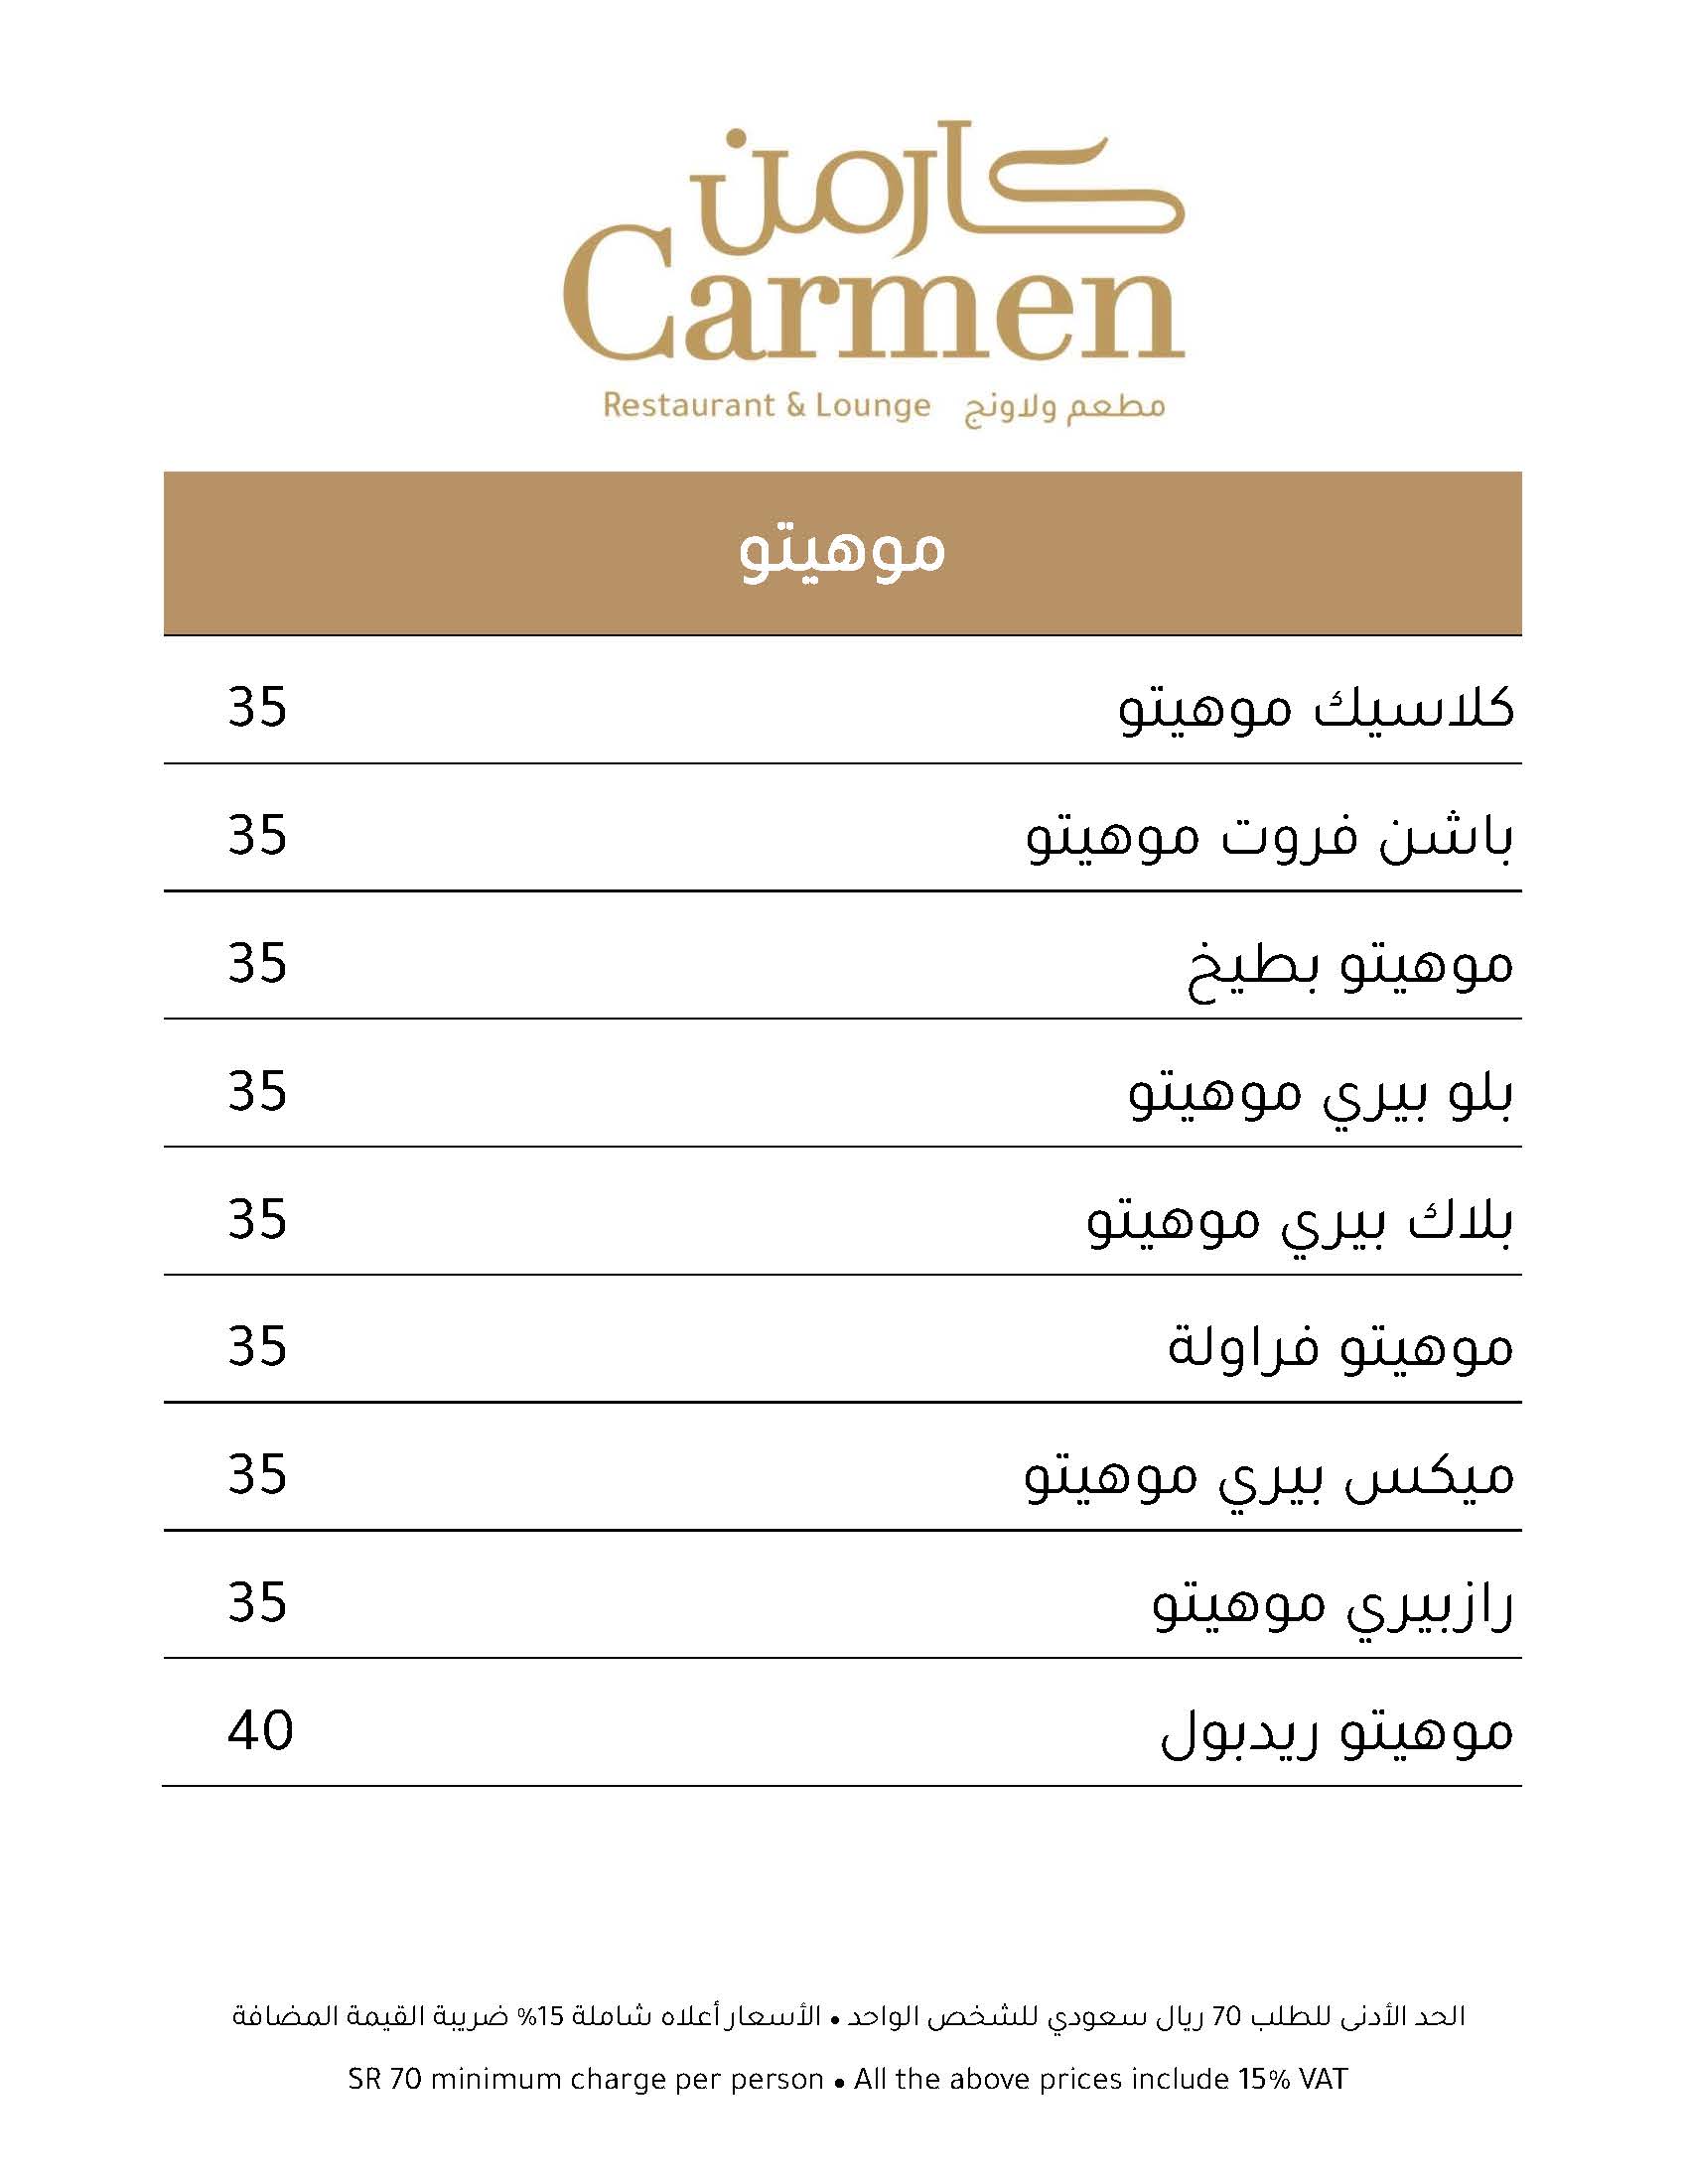 كارمن
Carmen
Restaurant & Lounge مطعم ولاونج
موهيتو
كلاسيك موهيتو 35
باشن فروت موهيتو 35
موهيتو بطيخ 35
بلو بيري موهيتو 35
بلاك بيري موهيتو 35
موهيتو فراولة 35
ميكس بيري موهيتو 35
رازبيري موهيتو 35
موهيتو ريدبول 40
الحد الأدنى للطلب 70 ريال سعودي للشخص الواحد • الأسعار أعلاه شاملة 15% ضريبة القيمة المضافة
SR 70 minimum charge per person • All the above prices include 15% VAT